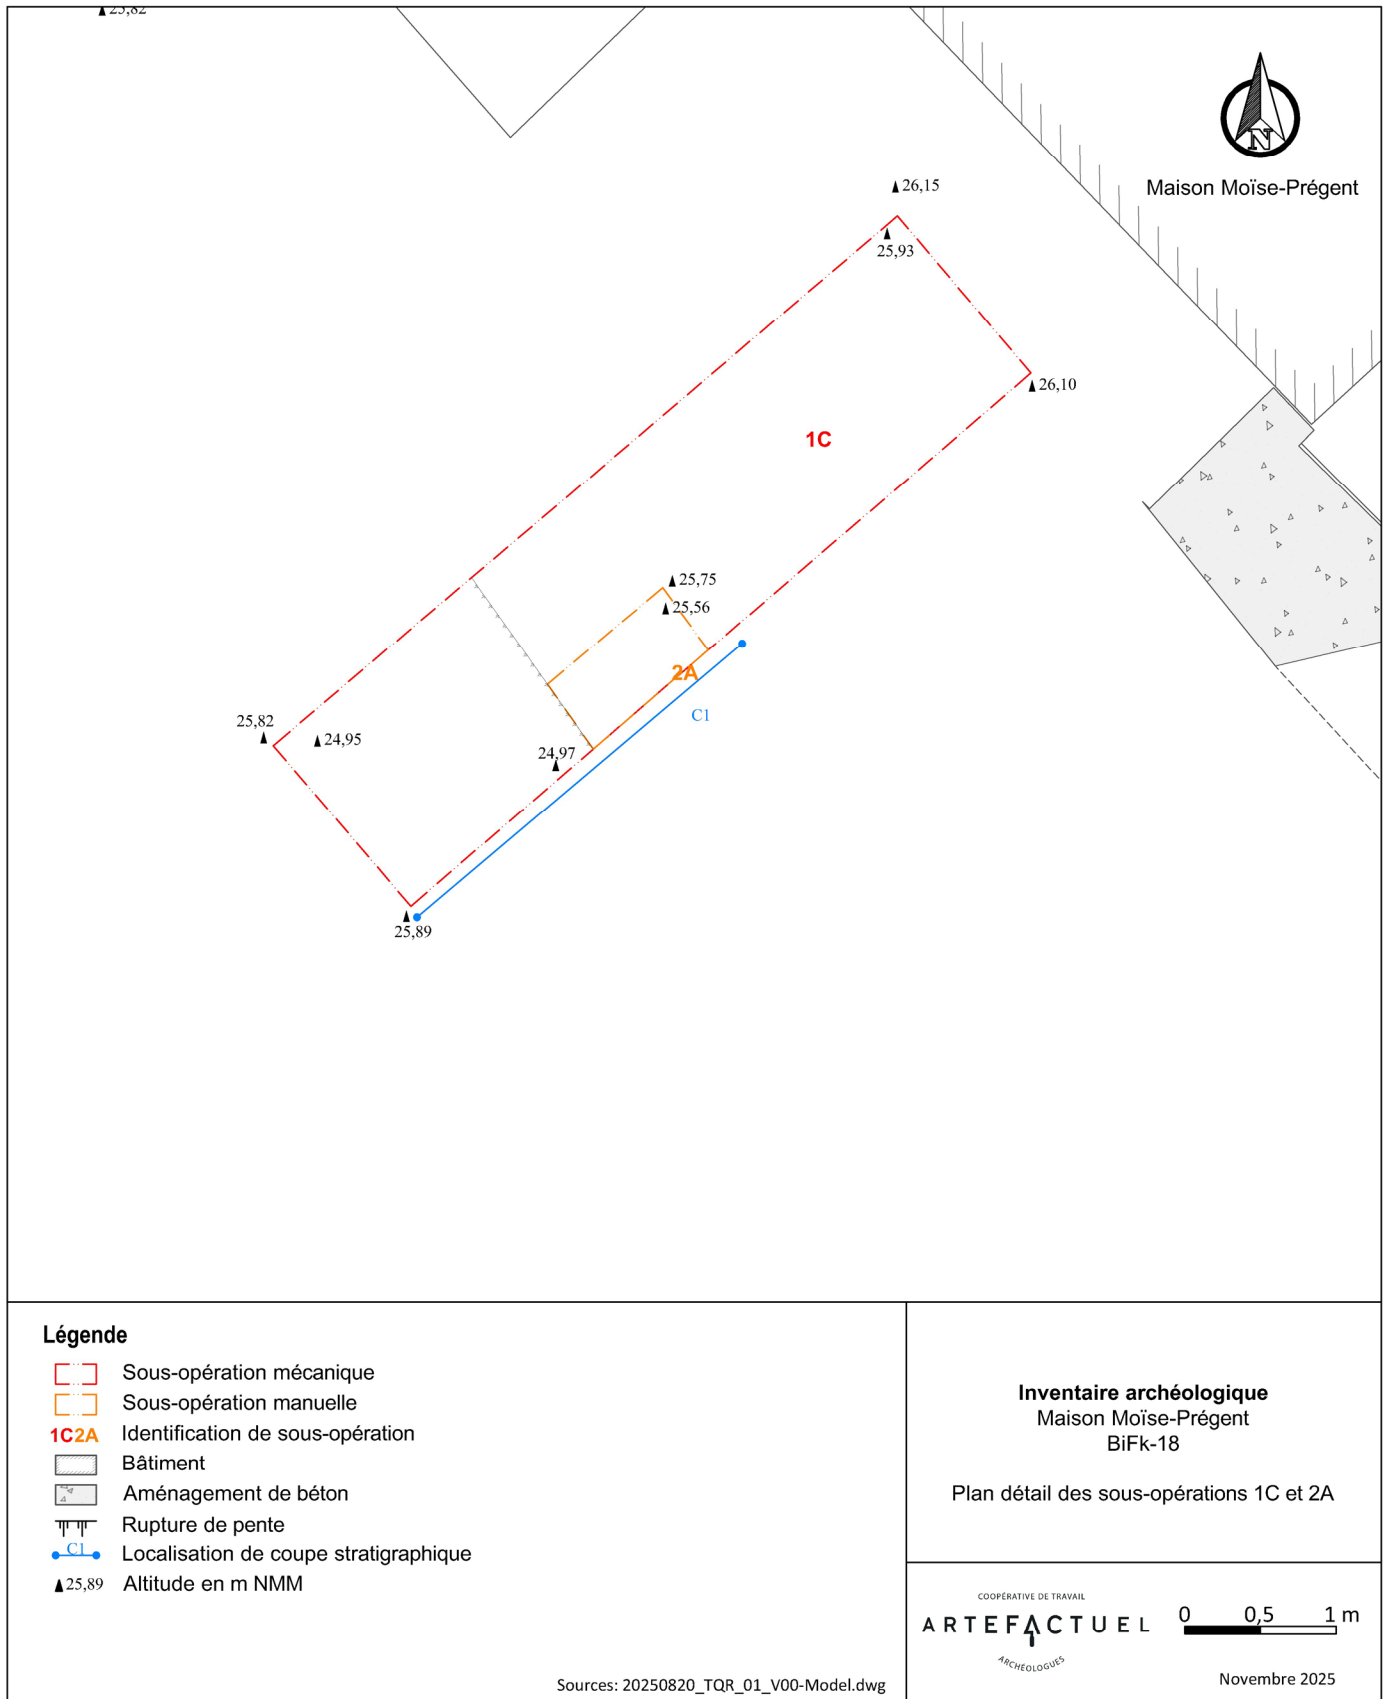 25,82
N
Maison Moïse-Prégent
26,15
25,93
26,10
1C
25,75
25,56
2A
C1
25,82
24,95
24,97
25,89
Légende
Sous-opération mécanique
Sous-opération manuelle
1C2A Identification de sous-opération
Bâtiment
Aménagement de béton
Rupture de pente
C1 Localisation de coupe stratigraphique
25,89 Altitude en m NMM
Sources: 20250820_TQR_01_V00-Model.dwg
Inventaire archéologique
Maison Moïse-Prégent
BiFk-18
Plan détail des sous-opérations 1C et 2A
COOPÉRATIVE DE TRAVAIL
ARTEFACTUEL
ARCHÉOLOGUES
0 0,5 1 m
Novembre 2025